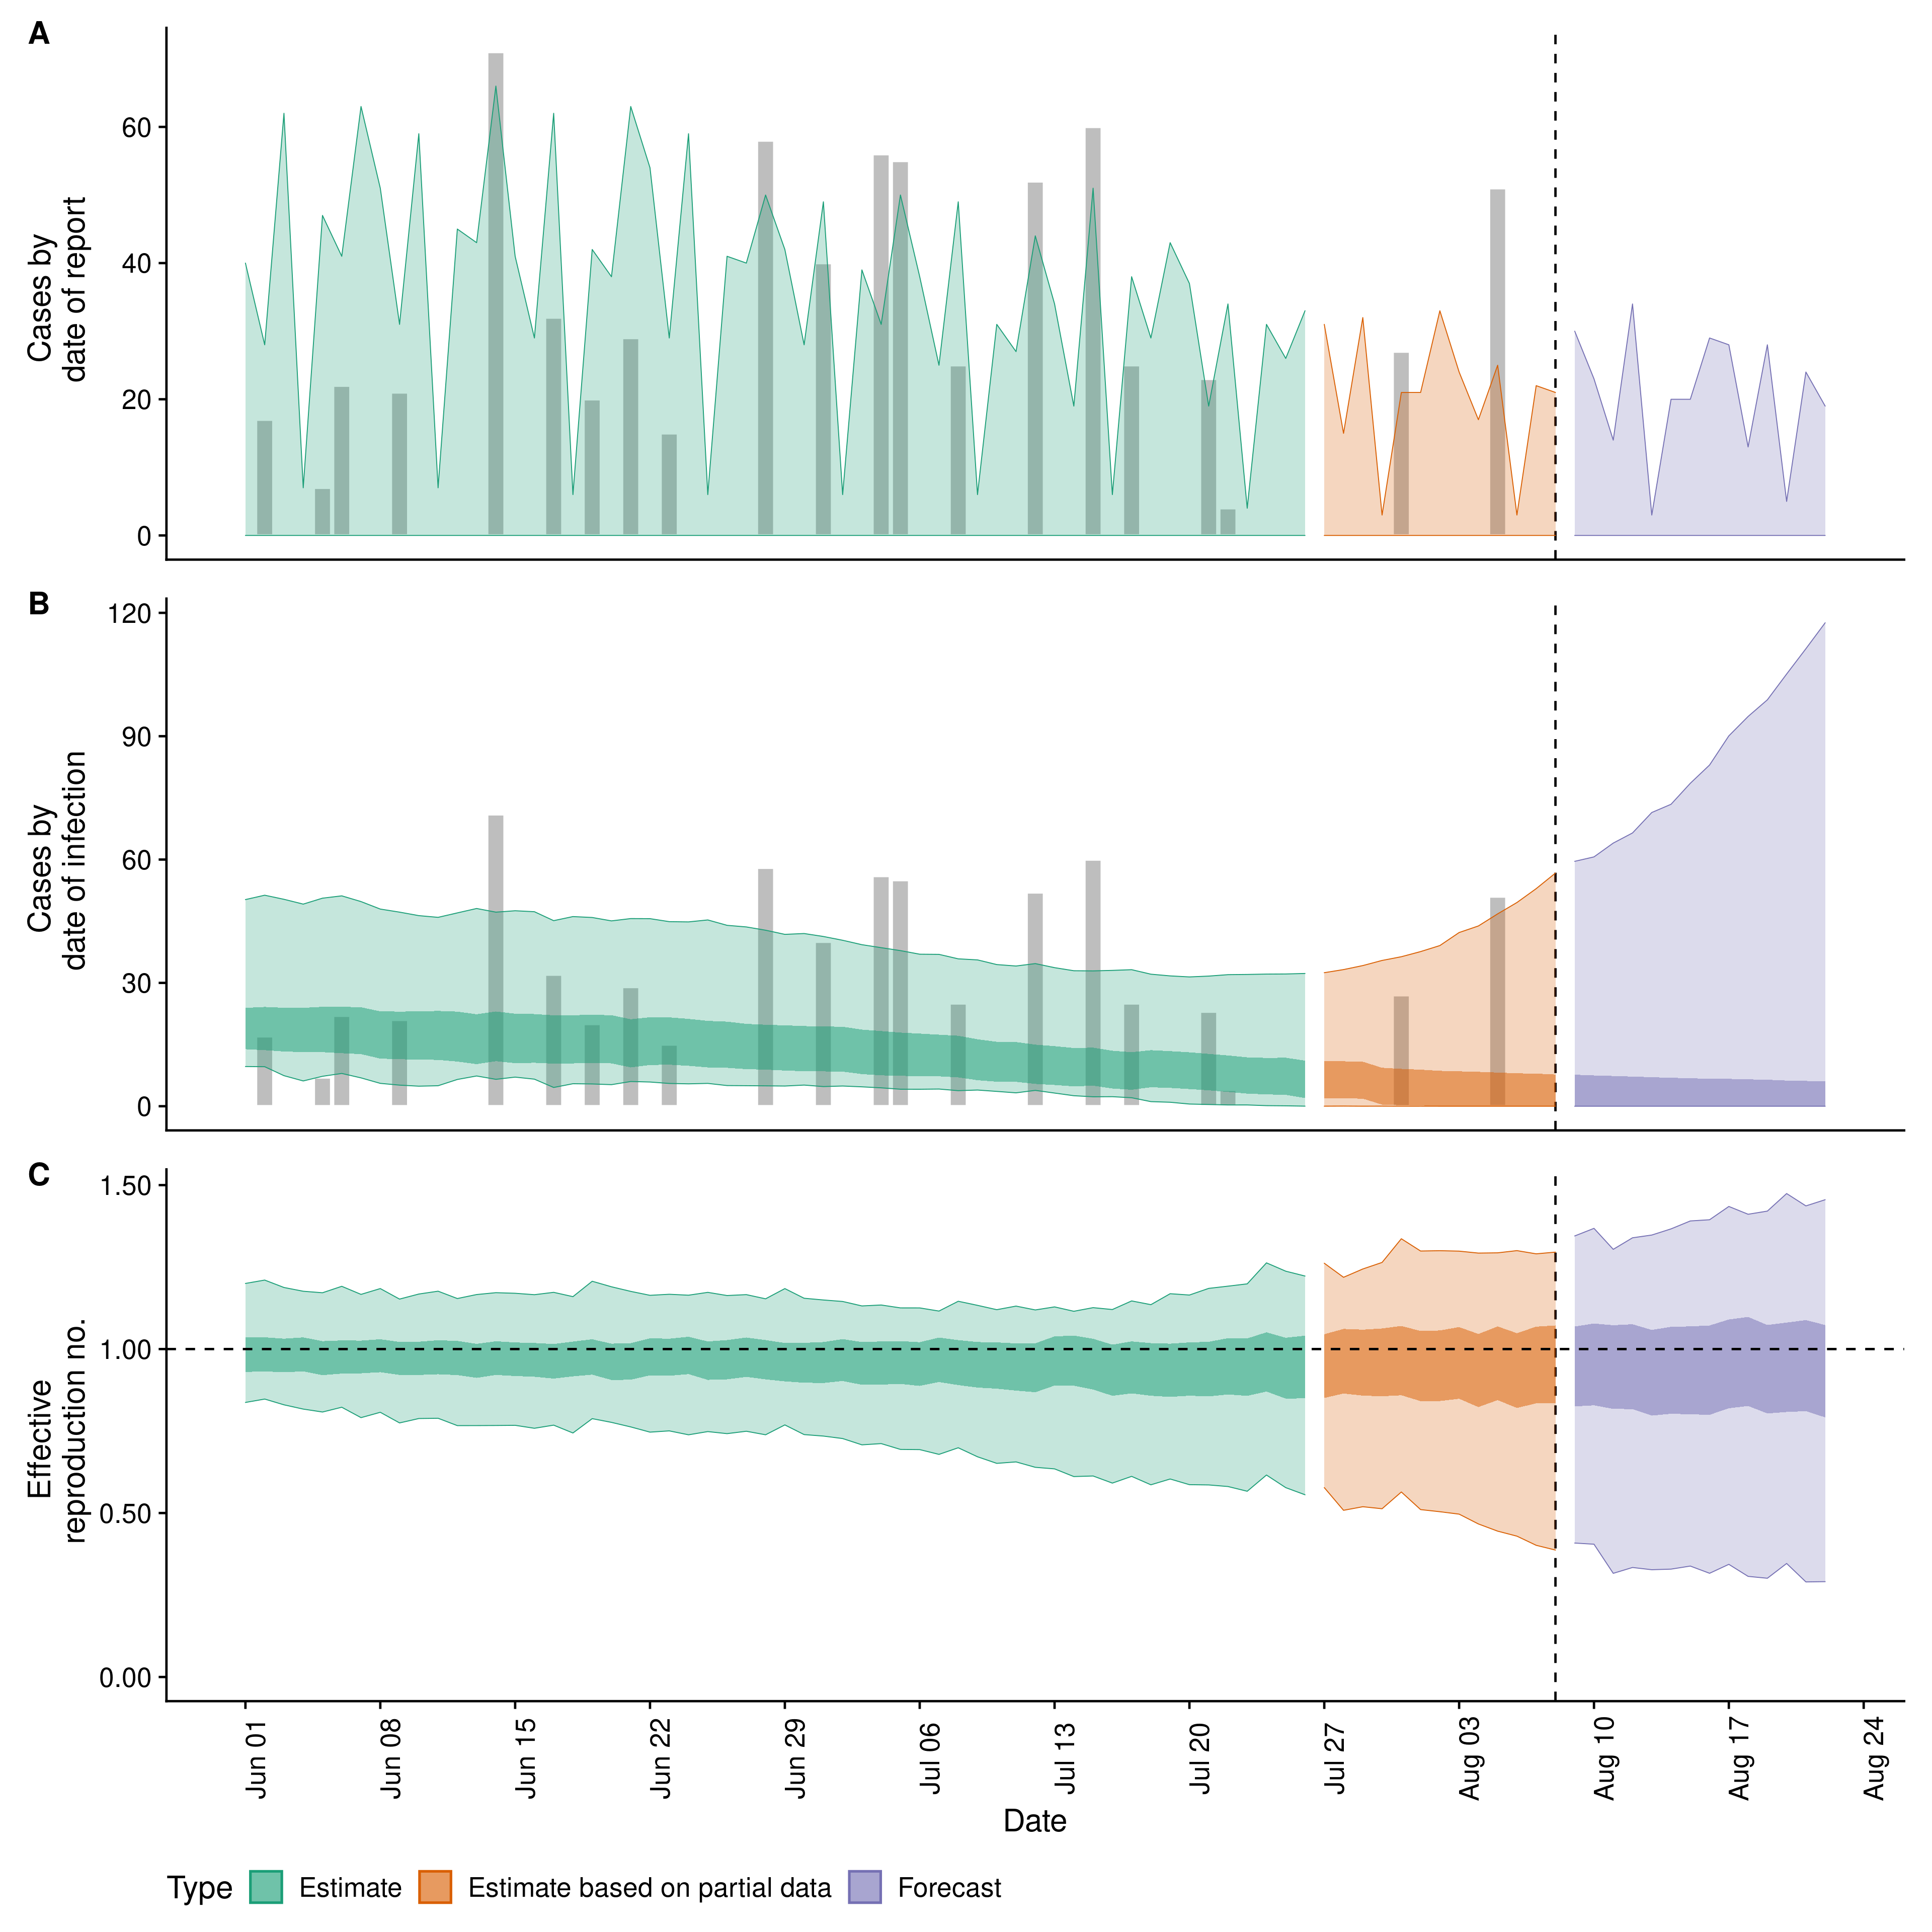 A
Cases by
date of report
60
40
20
0
B
Cases by
date of infection
120
90
60
30
0
C
Effective
reproduction no.
1.50
1.00
0.50
0.00
Jun 01
Jun 08
Jun 15
Jun 22
Jun 29
Jul 06
Jul 13
Jul 20
Jul 27
Aug 03
Aug 10
Aug 17
Aug 24
Date
Type Estimate Estimate based on partial data Forecast